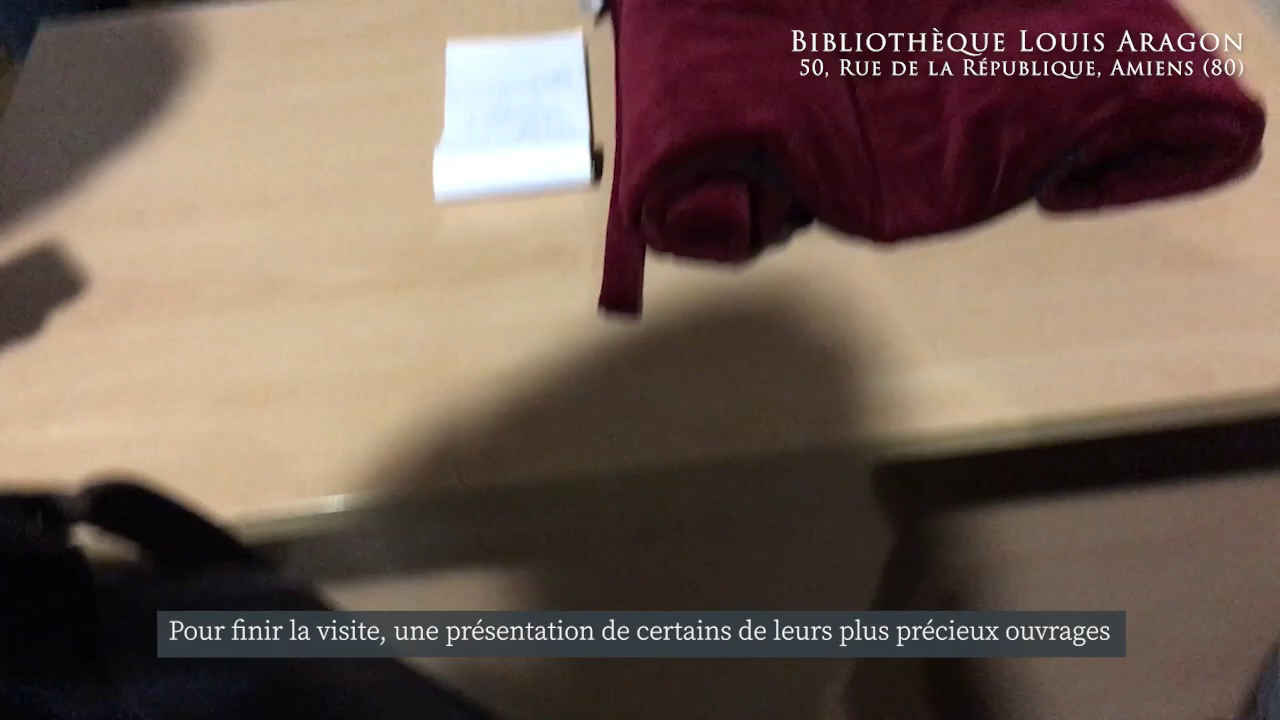 Bibliothèque Louis Aragon
50, Rue de la République, Amiens (80)
Pour finir la visite, une présentation de certains de leurs plus précieux ouvrages